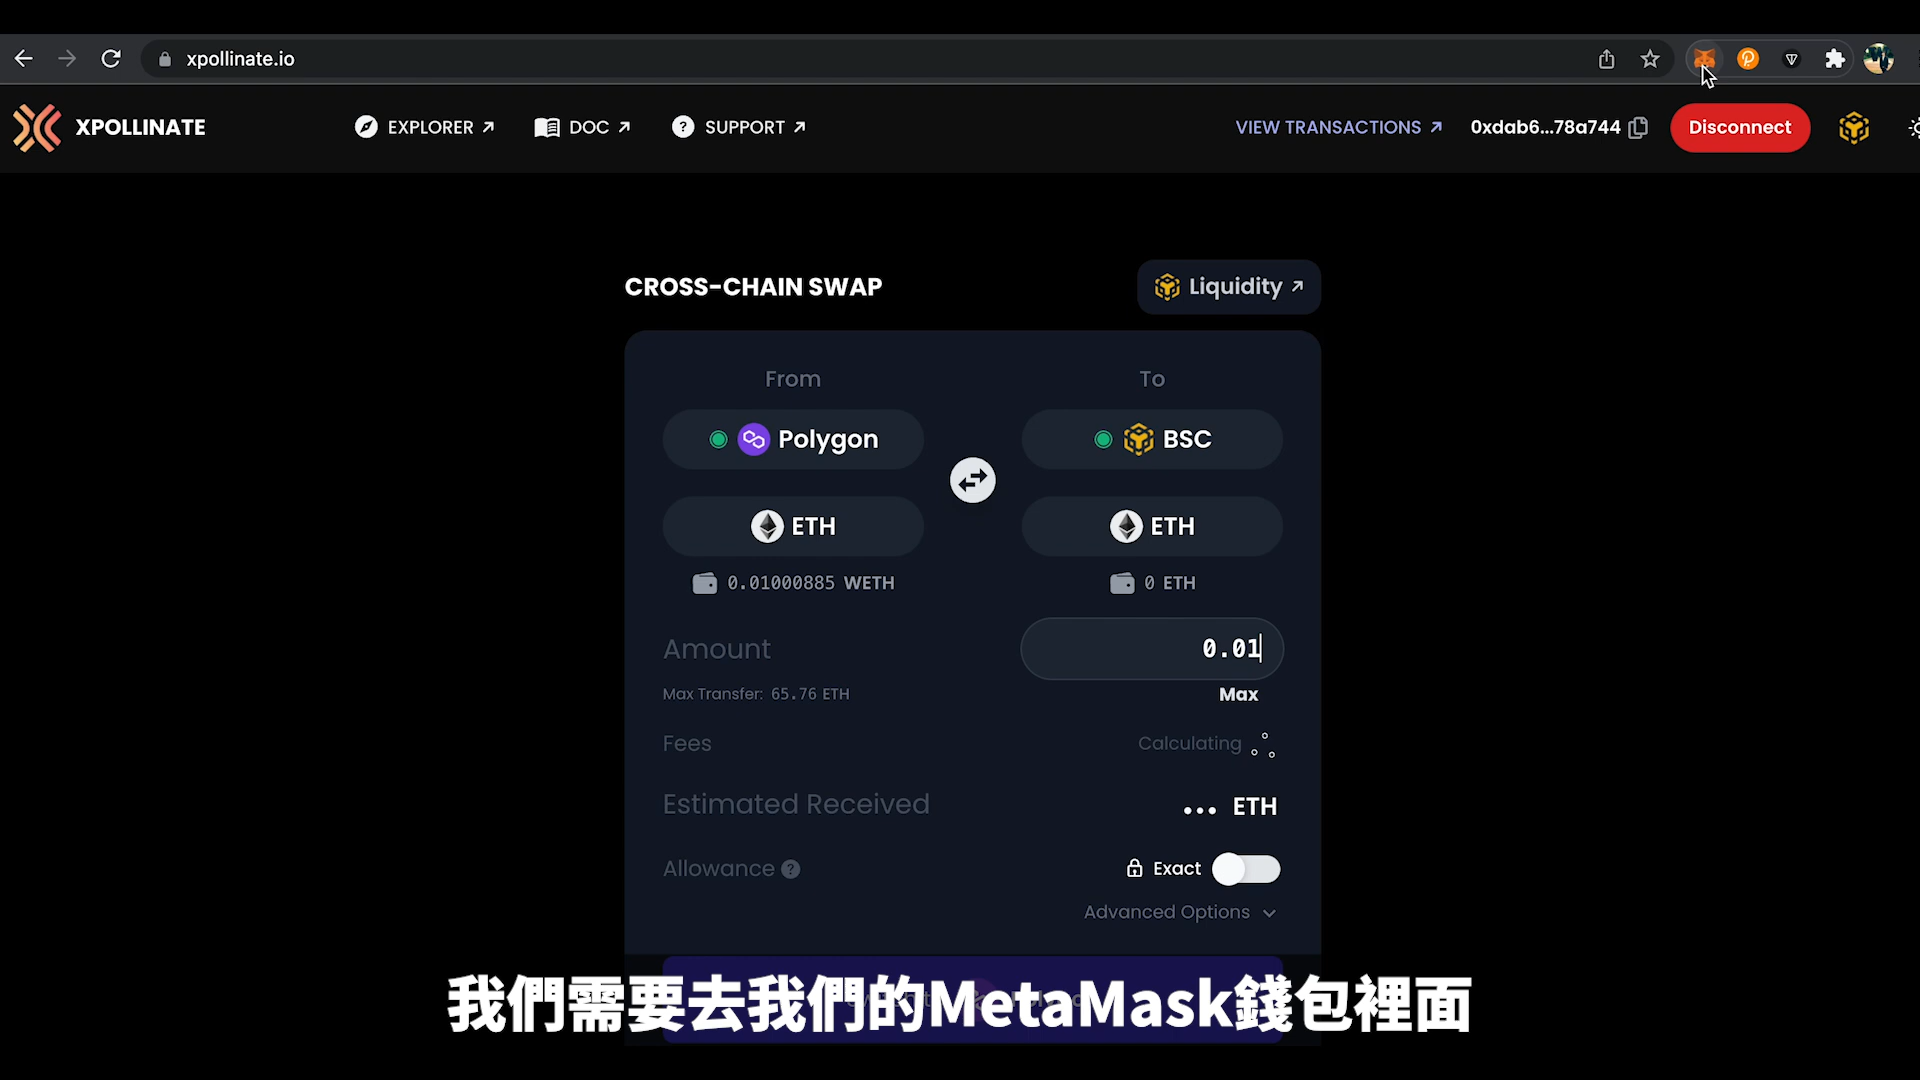 xpollinate.io
XPOLLINATE
EXPLORER
DOC
SUPPORT
VIEW TRANSACTIONS
0xdab6...78a744
Disconnect
CROSS-CHAIN SWAP
Liquidity
From
To
Polygon
BSC
ETH
ETH
0.01000885 WETH
0 ETH
Amount
0.01
Max Transfer: 65.76 ETH
Max
Fees
Calculating
Estimated Received
... ETH
Allowance
Exact
Advanced Options
我們需要去我們的MetaMask錢包裡面